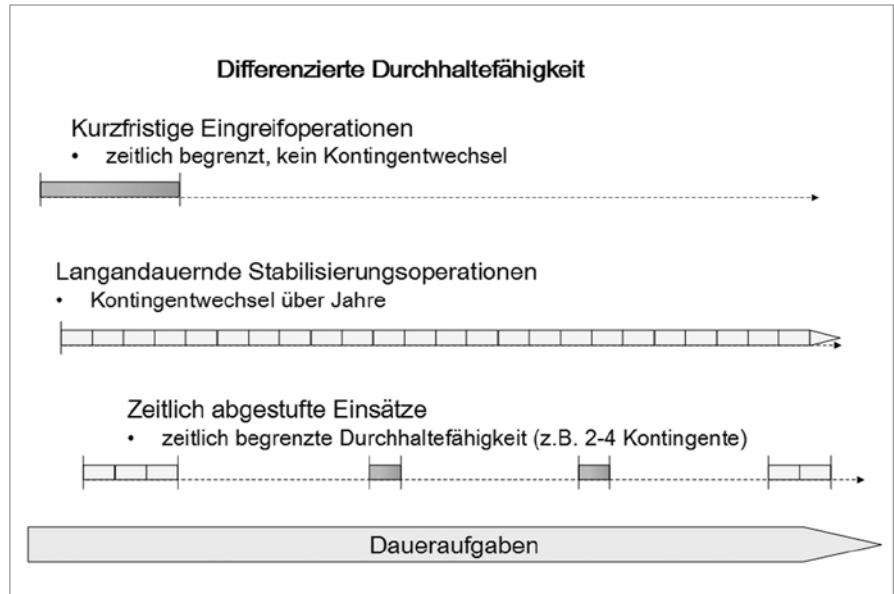 Differenzierte Durchhaltefähigkeit
Kurzfristige Eingreifoperationen
• zeitlich begrenzt, kein Kontingentwechsel
Langandauernde Stabilisierungsoperationen
• Kontingentwechsel über Jahre
Zeitlich abgestufte Einsätze
• zeitlich begrenzte Durchhaltefähigkeit (z.B. 2-4 Kontingente)
Daueraufgaben